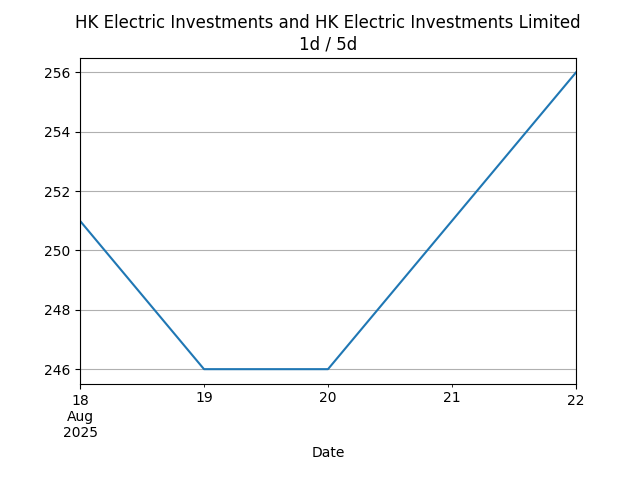 HK Electric Investments and HK Electric Investments Limited
1d / 5d
256
254
252
250
248
246
18 19 20 21 22
Aug
2025
Date